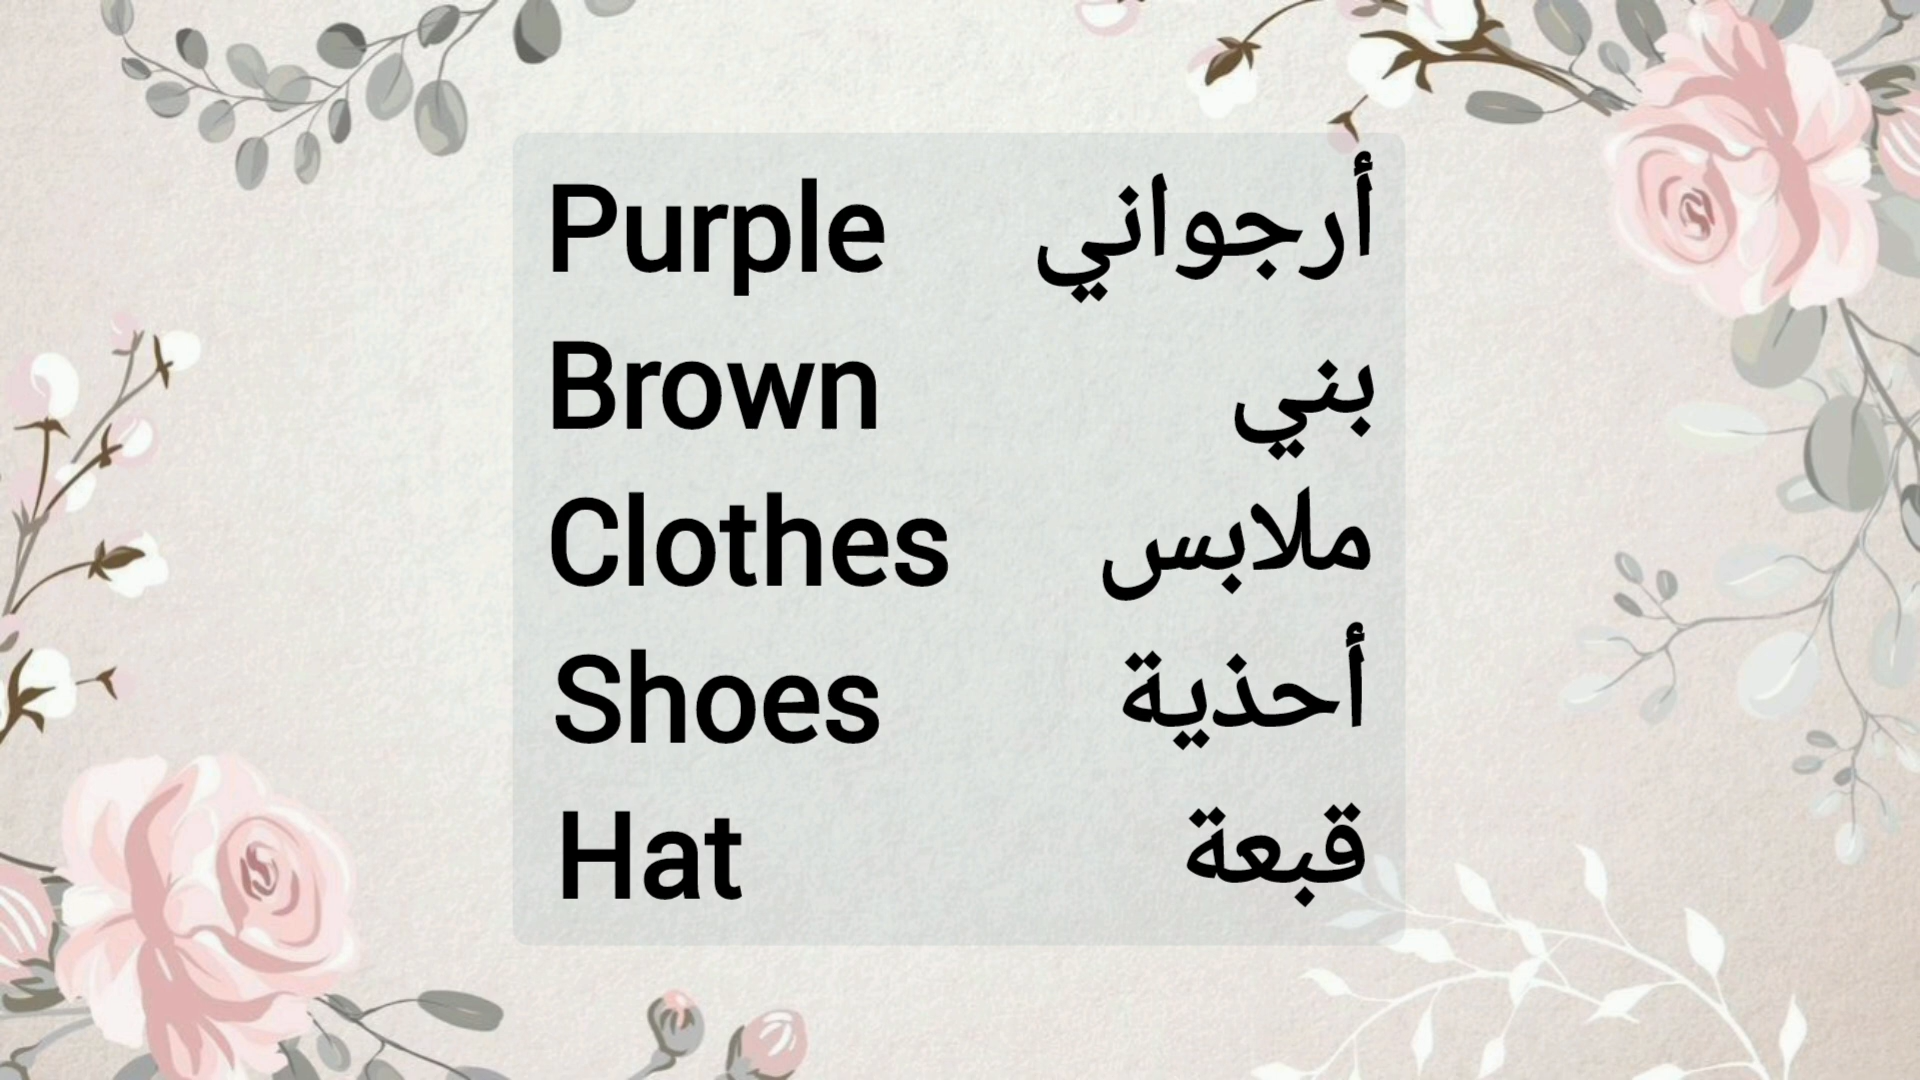 Purple أرجواني
Brown بني
Clothes ملابس
Shoes أحذية
Hat قبعة